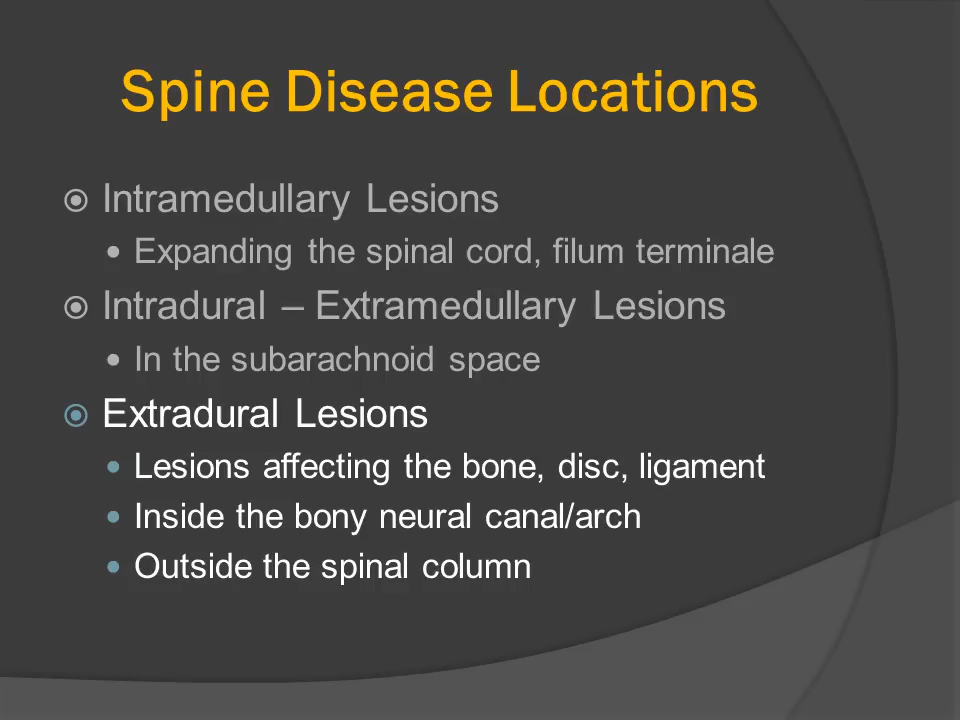 Spine Disease Locations
Intramedullary Lesions
Expanding the spinal cord, filum terminale
Intradural – Extramedullary Lesions
In the subarachnoid space
Extradural Lesions
Lesions affecting the bone, disc, ligament
Inside the bony neural canal/arch
Outside the spinal column